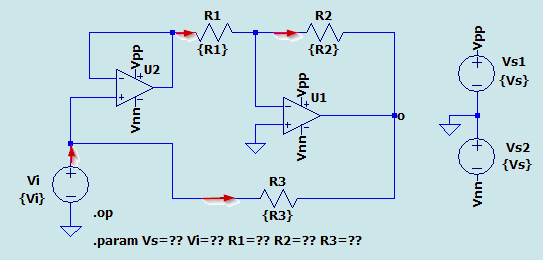 R1
R2
{R1}
{R2}
Vpp
U2
Vnn
Vpp
U1
Vnn
o
Vpp
Vs1
{Vs}
Vs2
{Vs}
Vnn
Vi
{Vi}
R3
{R3}
.op
.param Vs=?? Vi=?? R1=?? R2=?? R3=??